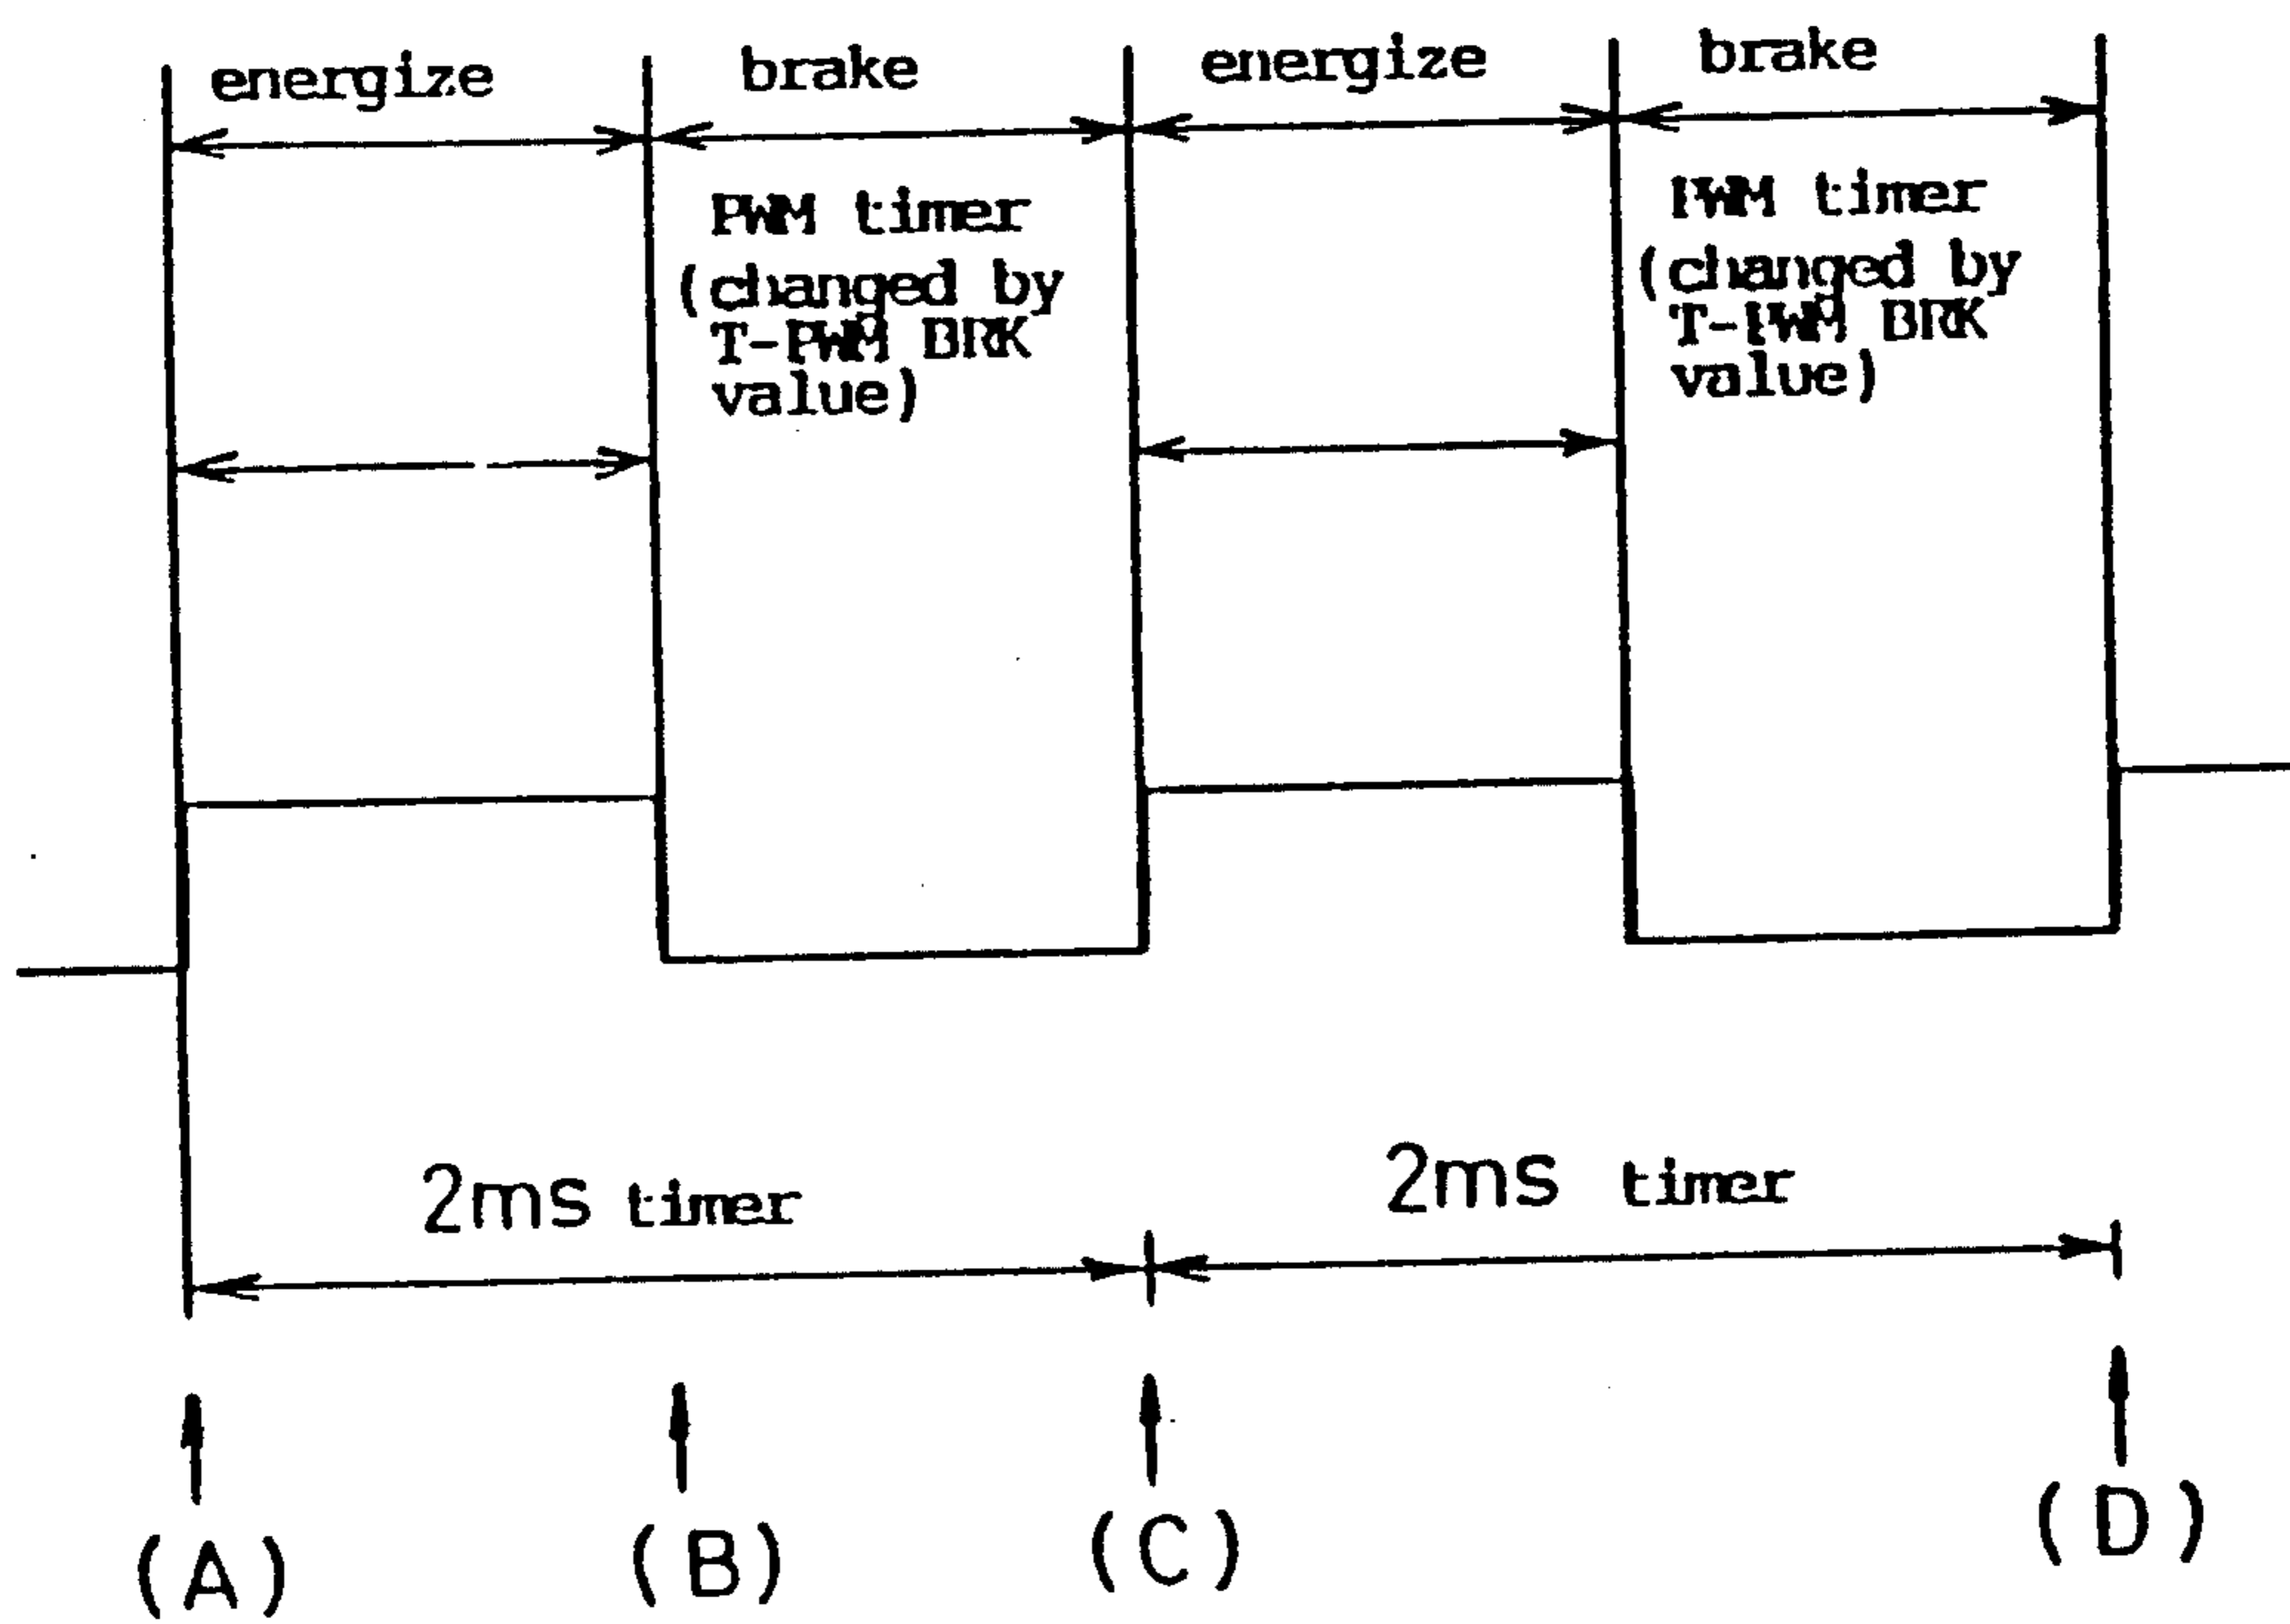 energize
brake
energize
brake
PWM timer
(changed by
T-PWM BRK
value)
PWM timer
(changed by
T-PWM BRK
value)
2ms timer
2ms timer
(A)
(B)
(C)
(D)